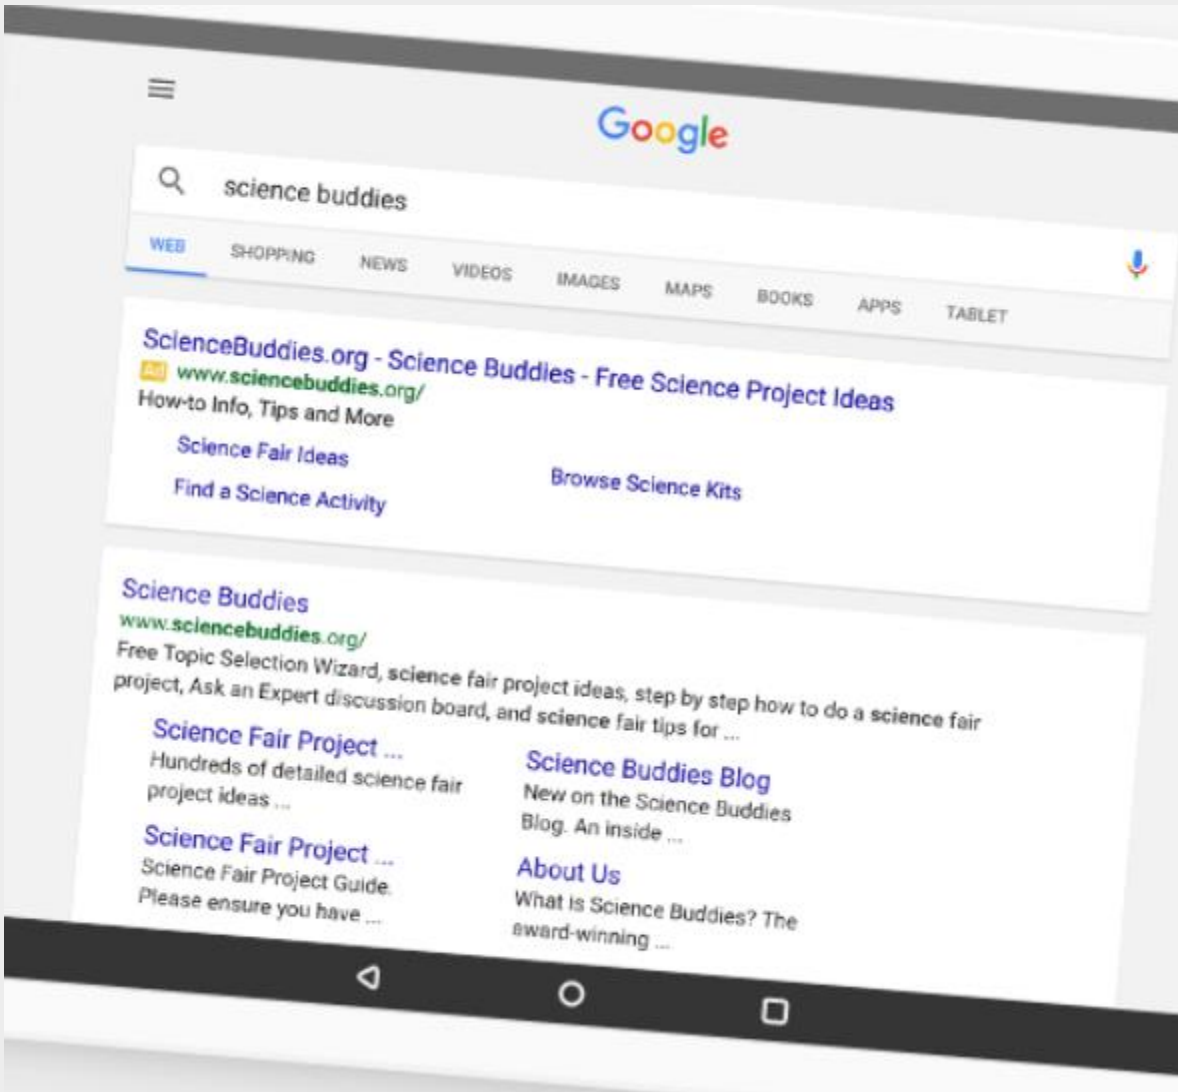 Google
science buddies
WEB SHOPPING NEWS VIDEOS IMAGES MAPS BOOKS APPS TABLET
ScienceBuddies.org - Science Buddies - Free Science Project Ideas
Ad www.sciencebuddies.org/
How-to Info, Tips and More
Science Fair Ideas
Browse Science Kits
Find a Science Activity
Science Buddies
www.sciencebuddies.org/
Free Topic Selection Wizard, science fair project ideas, step by step how to do a science fair
project, Ask an Expert discussion board, and science fair tips for ...
Science Fair Project ...
Hundreds of detailed science fair
project ideas ...
Science Buddies Blog
New on the Science Buddies
Blog. An inside ...
Science Fair Project ...
Science Fair Project Guide.
Please ensure you have ...
About Us
What is Science Buddies? The
award-winning ...